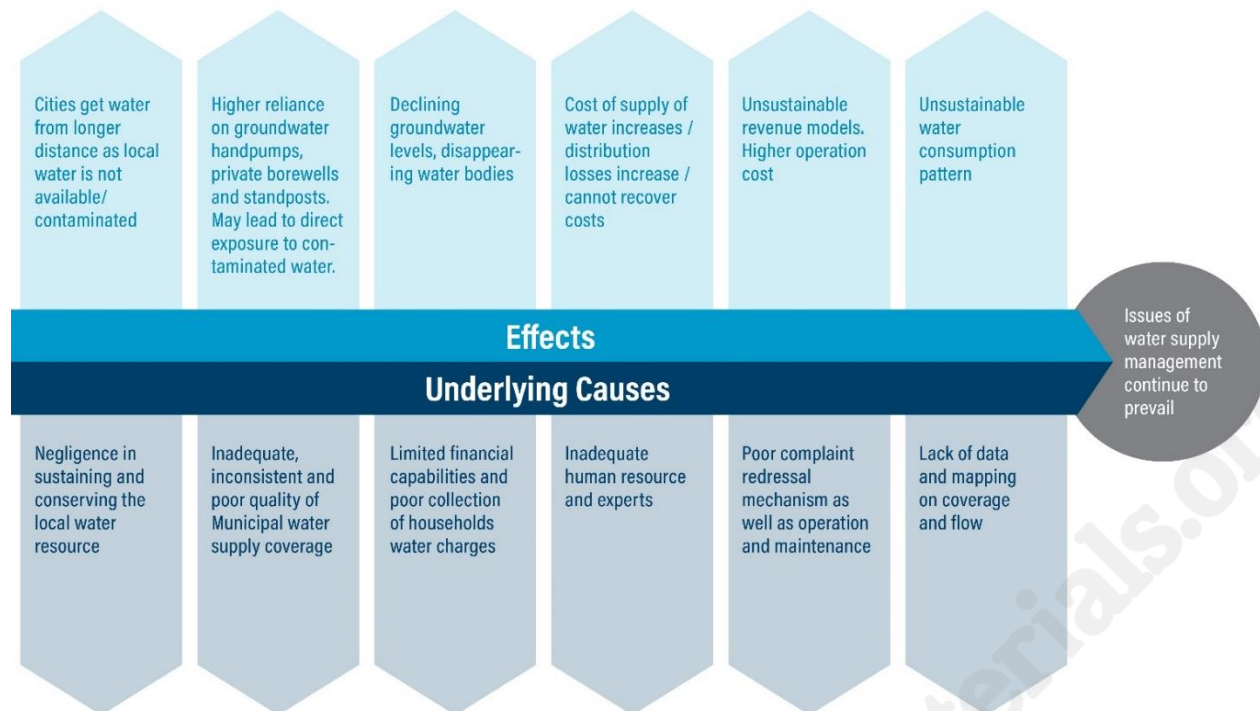 Cities get water
from longer
distance as local
water is not
available/
contaminated
Higher reliance
on groundwater
handpumps,
private borewells
and standposts.
May lead to direct
exposure to con-
taminated water.
Declining
groundwater
levels, disappear-
ing water bodies
Cost of supply of
water increases /
distribution
losses increase /
cannot recover
costs
Unsustainable
revenue models.
Higher operation
cost
Unsustainable
water
consumption
pattern
Effects
Underlying Causes
Issues of
water supply
management
continue to
prevail
Negligence in
sustaining and
conserving the
local water
resource
Inadequate,
inconsistent and
poor quality of
Municipal water
supply coverage
Limited financial
capabilities and
poor collection
of households
water charges
Inadequate
human resource
and experts
Poor complaint
redressal
mechanism as
well as operation
and maintenance
Lack of data
and mapping
on coverage
and flow